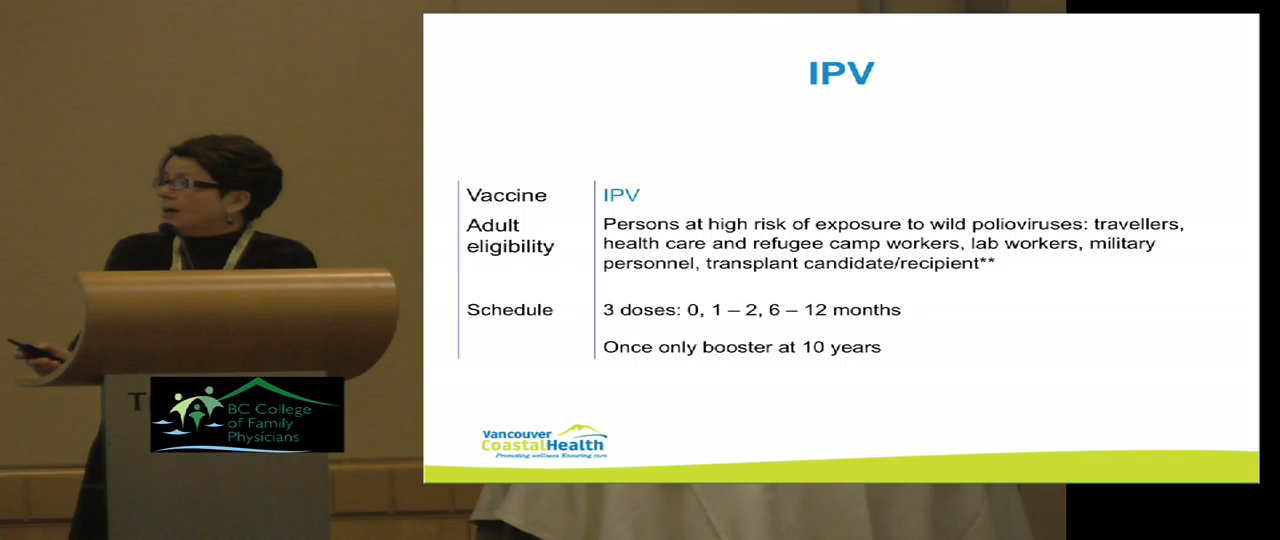 IPV
Vaccine IPV
Adult eligibility Persons at high risk of exposure to wild polioviruses: travellers,
health care and refugee camp workers, lab workers, military
personnel, transplant candidate/recipient**
Schedule 3 doses: 0, 1 – 2, 6 – 12 months
Once only booster at 10 years
Vancouver
CoastalHealth
Promoting wellness. Ensuring care
T
BC College
of Family
Physicians